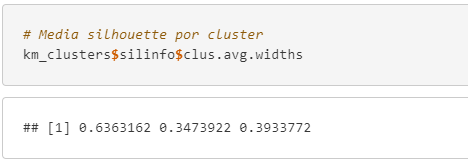 # Media silhouette por cluster
km_clusters$silinfo$clus.avg.widths
## [1] 0.6363162 0.3473922 0.3933772